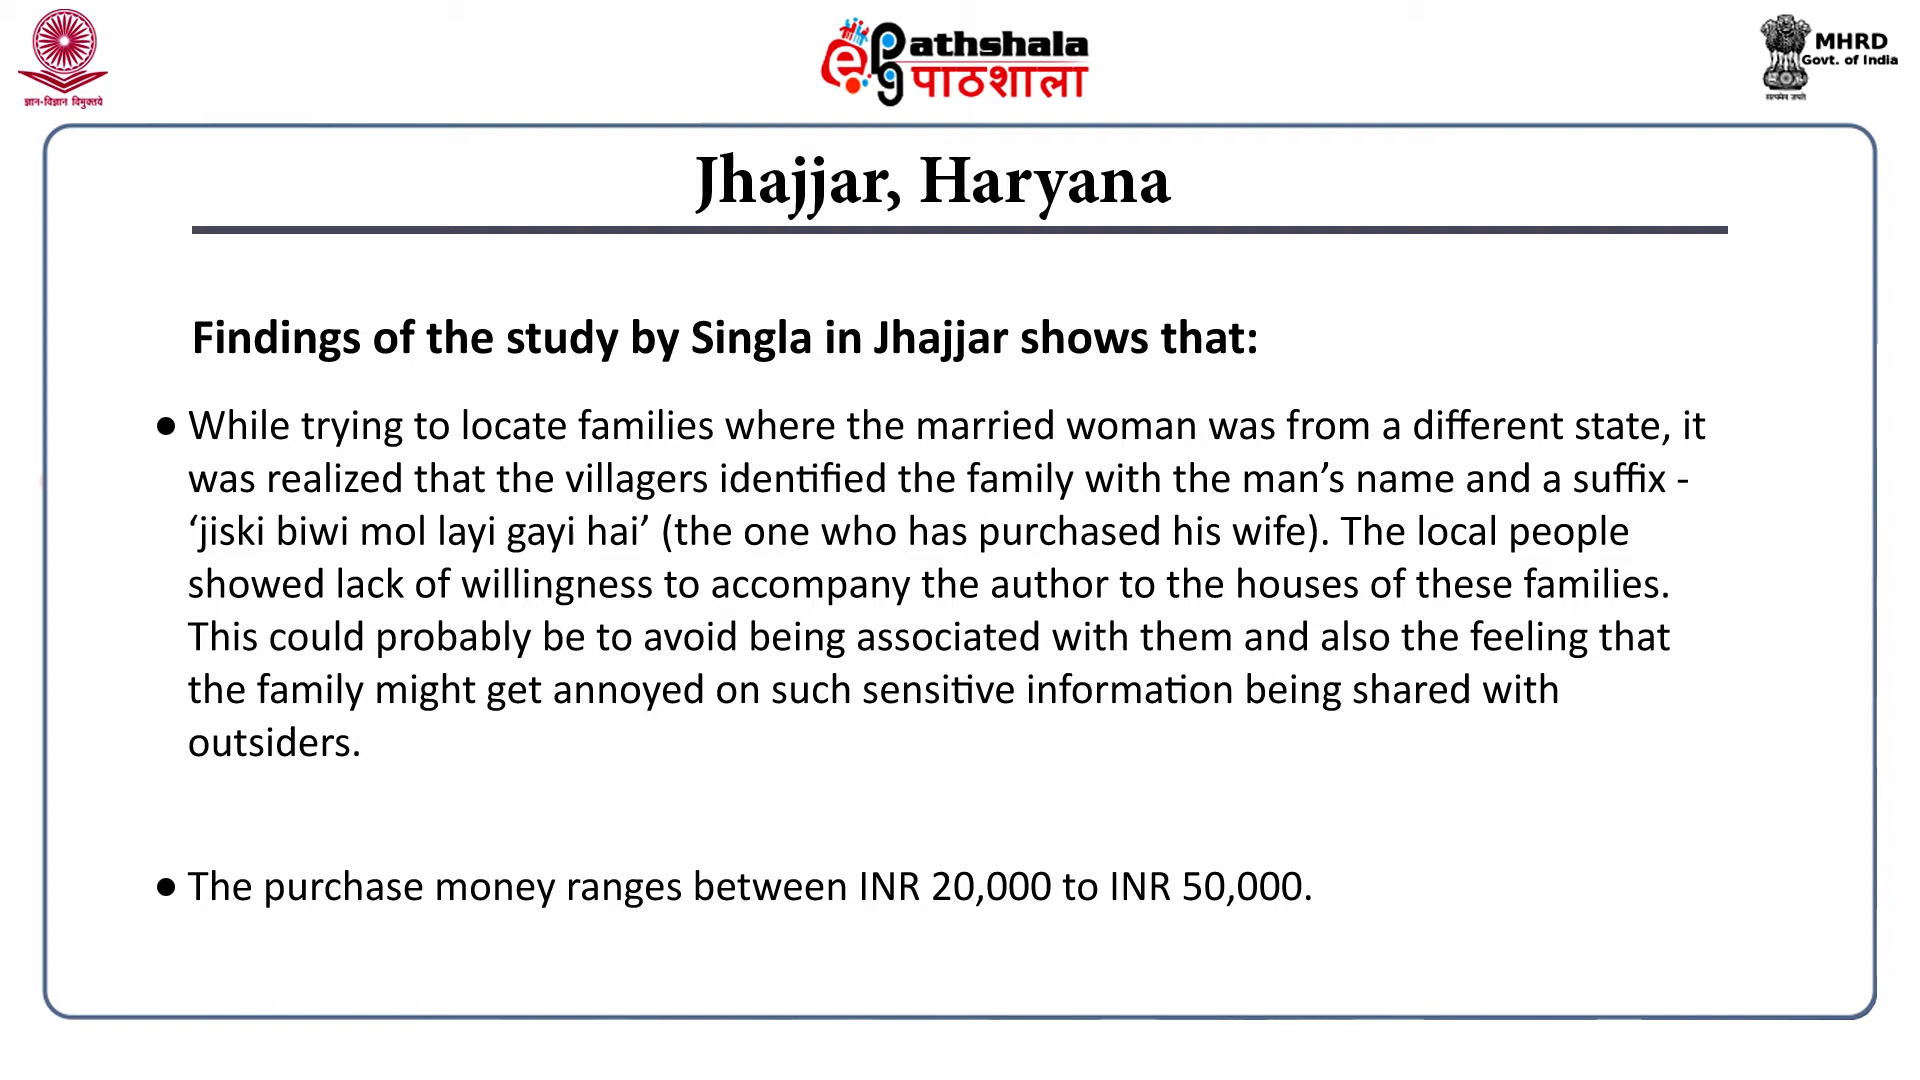 ज्ञान-विज्ञान विमुक्तये
e Pg athshala
पाठशाला
MHRD
Govt. of India
सत्यमेव जयते
Jhajjar, Haryana
Findings of the study by Singla in Jhajjar shows that:
● While trying to locate families where the married woman was from a different state, it
was realized that the villagers identified the family with the man’s name and a suffix -
‘jiski biwi mol layi gayi hai’ (the one who has purchased his wife). The local people
showed lack of willingness to accompany the author to the houses of these families.
This could probably be to avoid being associated with them and also the feeling that
the family might get annoyed on such sensitive information being shared with
outsiders.
● The purchase money ranges between INR 20,000 to INR 50,000.